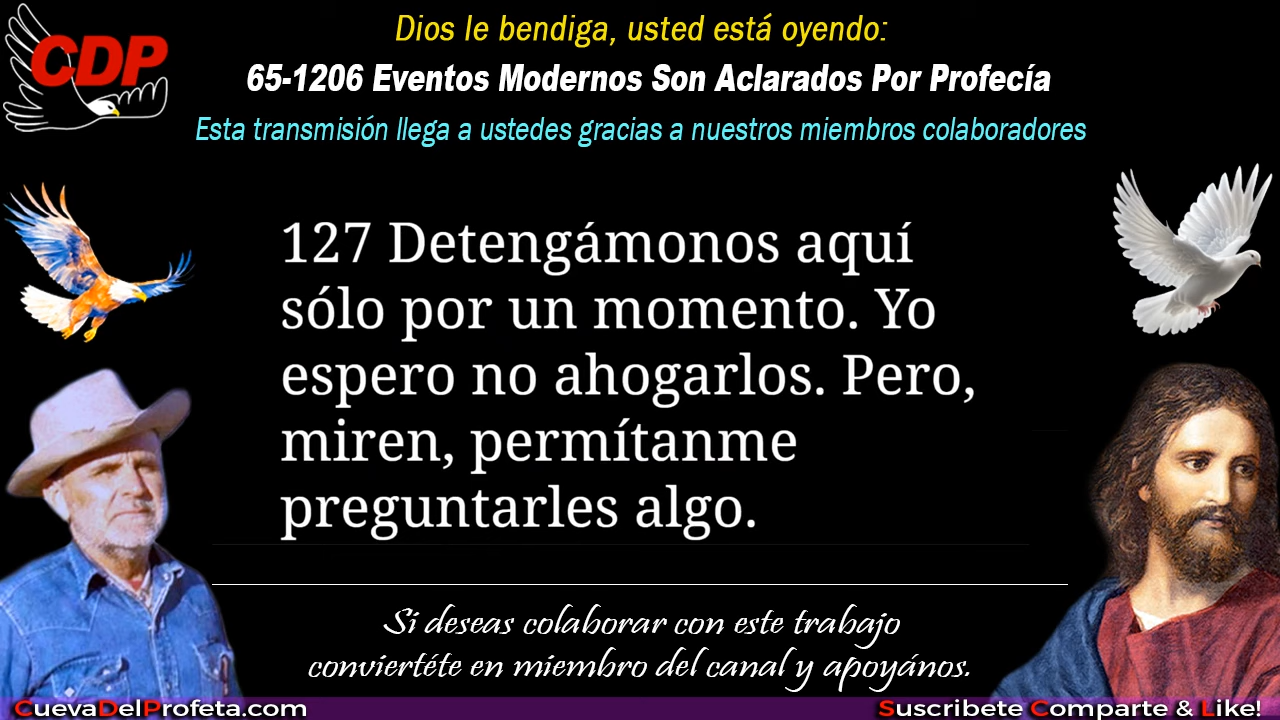 CDP
Dios le bendiga, usted está oyendo:
65-1206 Eventos Modernos Son Aclarados Por Profecía
Esta transmisión llega a ustedes gracias a nuestros miembros colaboradores
127 Detengámonos aquí
sólo por un momento. Yo
espero no ahogarlos. Pero,
miren, permítanme
preguntarles algo.
Si deseas colaborar con este trabajo
conviertéte en miembro del canal y apoyános.
CuevaDelProfeta.com
Suscribete Comparte & Like!